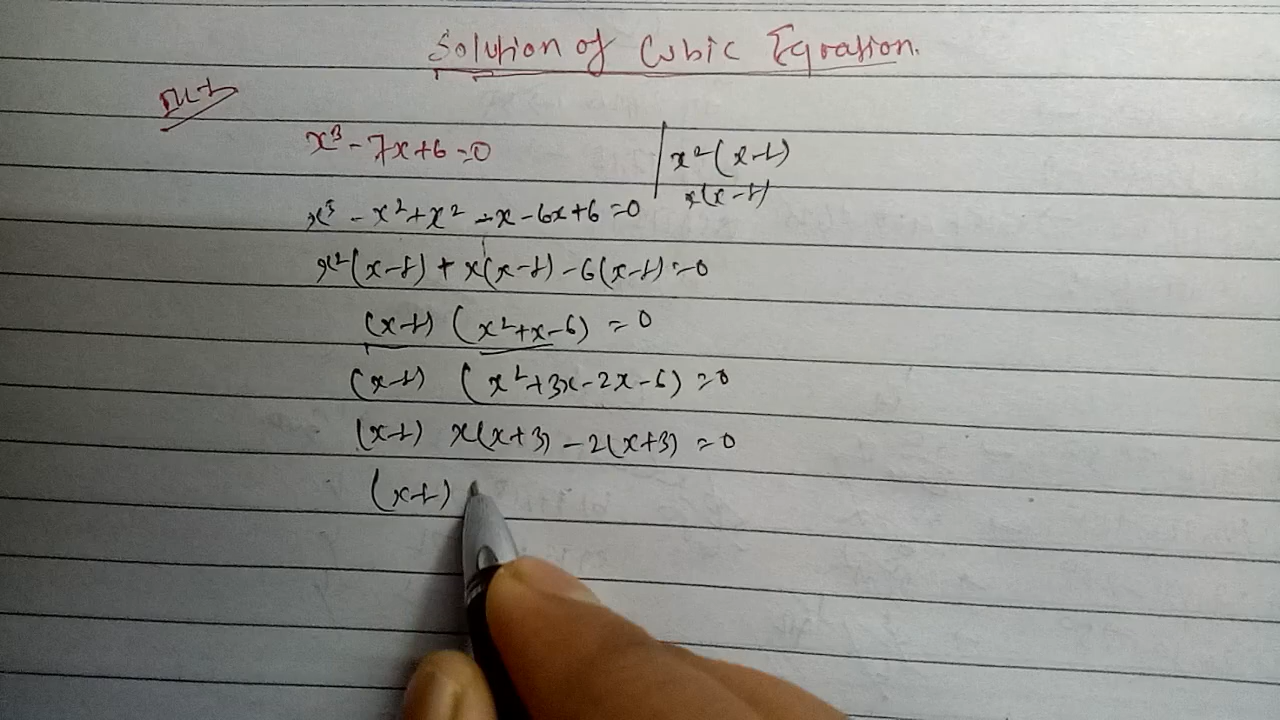 Solution of Cubic Equation.
x³ - 7x + 6 = 0
x²(x-1)
x(x-1)
x³ - x² + x² - x - 6x + 6 = 0
x²(x-1) + x(x-1) - 6(x-1) = 0
(x-1) (x² + x - 6) = 0
(x-1) (x² + 3x - 2x - 6) = 0
(x-1) x(x+3) - 2(x+3) = 0
(x-1)